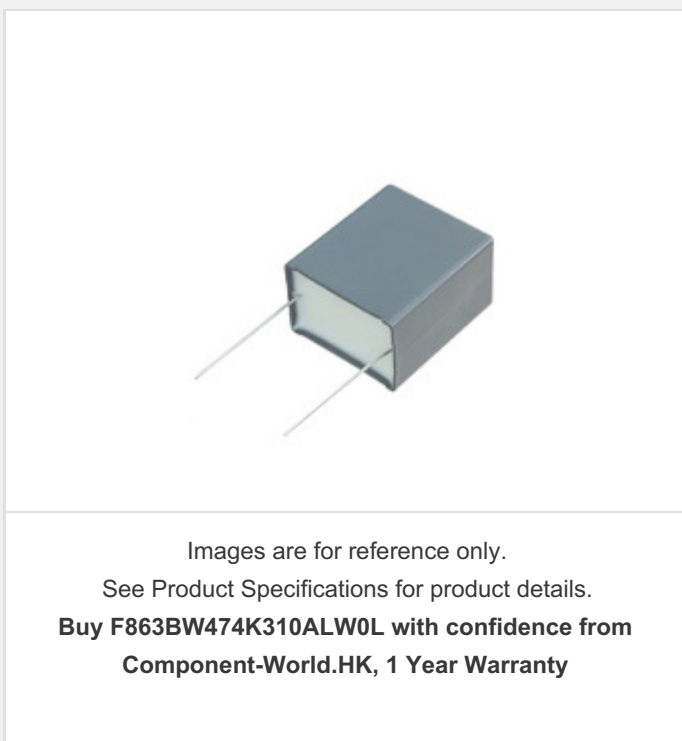 Images are for reference only.
See Product Specifications for product details.
Buy F863BW474K310ALW0L with confidence from
Component-World.HK, 1 Year Warranty